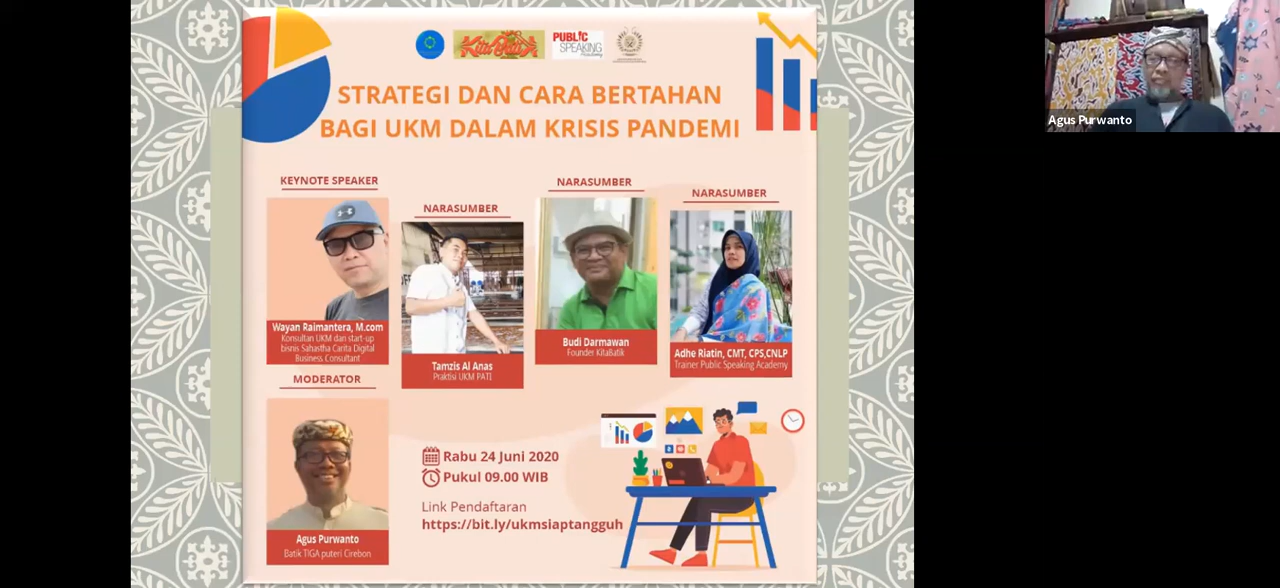 KitaBatik
PUBLIC
SPEAKING
Academy
STRATEGI DAN CARA BERTAHAN
BAGI UKM DALAM KRISIS PANDEMI
KEYNOTE SPEAKER
Wayan Raimantera, M.com
Konsultan UKM dan start-up
bisnis Sahastha Carita Digital
Business Consultant
NARASUMBER
Tamzis Al Anas
Praktisi UKM PATI
NARASUMBER
Budi Darmawan
Founder KitaBatik
NARASUMBER
Adhe Riatin, CMT, CPS,CNLP
Trainer Public Speaking Academy
MODERATOR
Agus Purwanto
Batik TIGA puteri Cirebon
Rabu 24 Juni 2020
Pukul 09.00 WIB
Link Pendaftaran
https://bit.ly/ukmsiaptangguh
Agus Purwanto